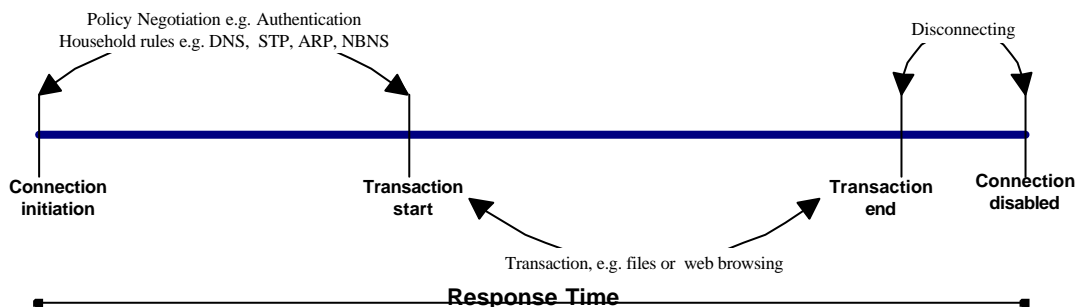 Policy Negotiation e.g. Authentication
Household rules e.g. DNS, STP, ARP, NBNS
Disconnecting
Connection
initiation
Transaction
start
Transaction
end
Connection
disabled
Transaction, e.g. files or web browsing
Response Time